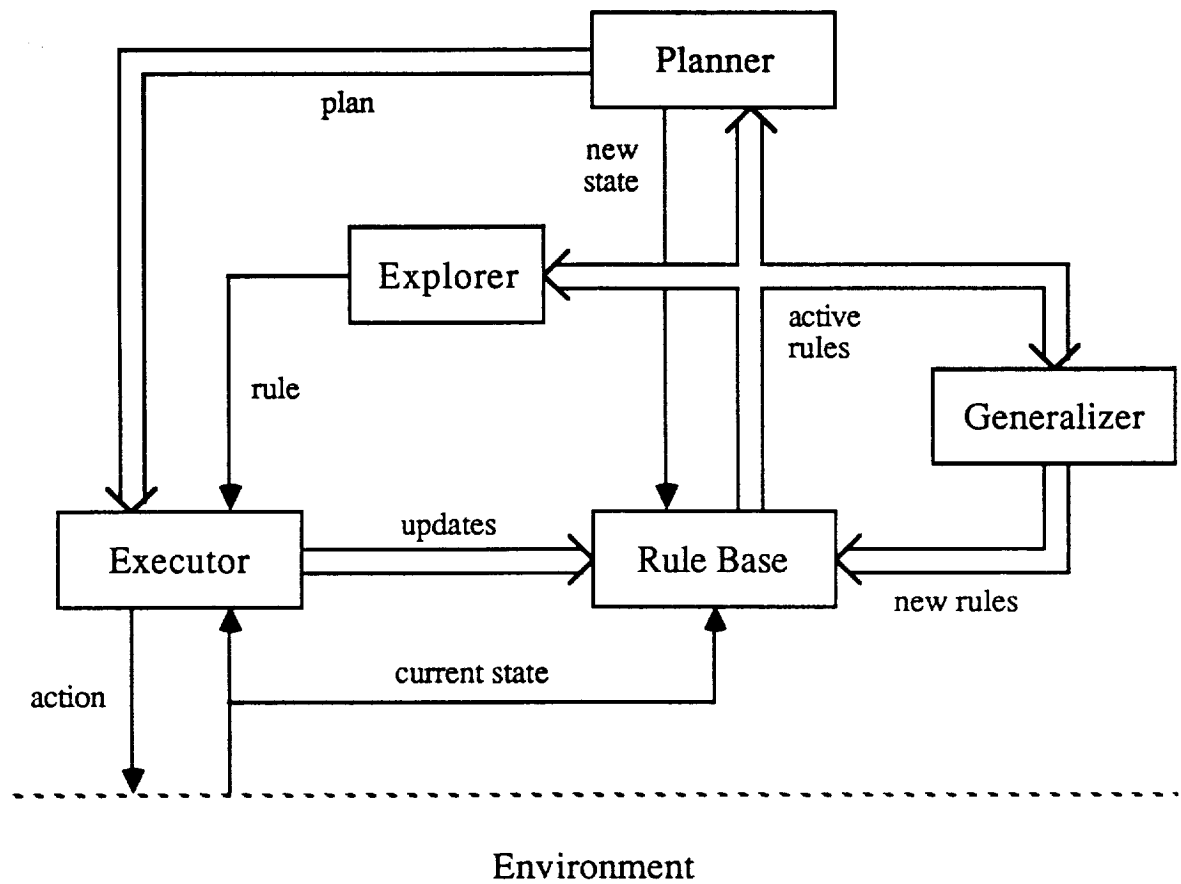 Planner
plan
new
state
Explorer
active
rules
rule
Generalizer
updates
Executor
Rule Base
new rules
current state
action
Environment